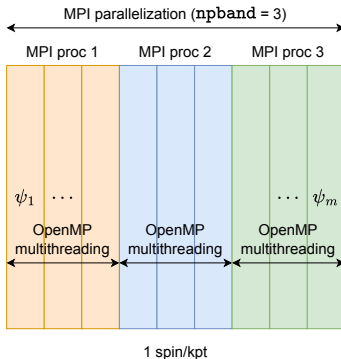 MPI parallelization (npband = 3)
MPI proc 1 MPI proc 2 MPI proc 3
ψ₁ ⋯ ⋯ ψₘ
OpenMP multithreading
OpenMP multithreading
OpenMP multithreading
1 spin/kpt